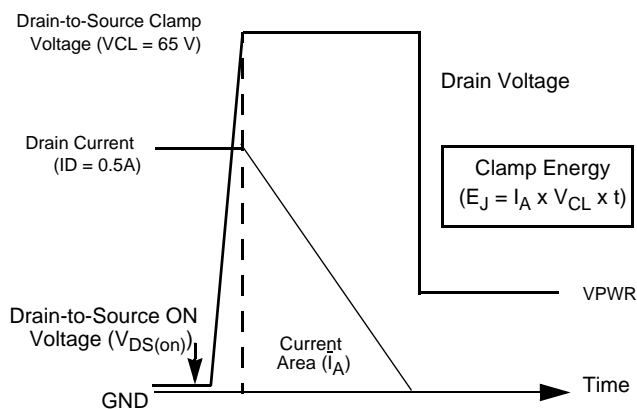 Drain-to-Source Clamp
Voltage (VCL = 65 V)
Drain Voltage
Drain Current
(ID = 0.5A)
Clamp Energy
(EJ = IA x VCL x t)
VPWR
Drain-to-Source ON
Voltage (VDS(on))
Current
Area (IA)
GND
Time